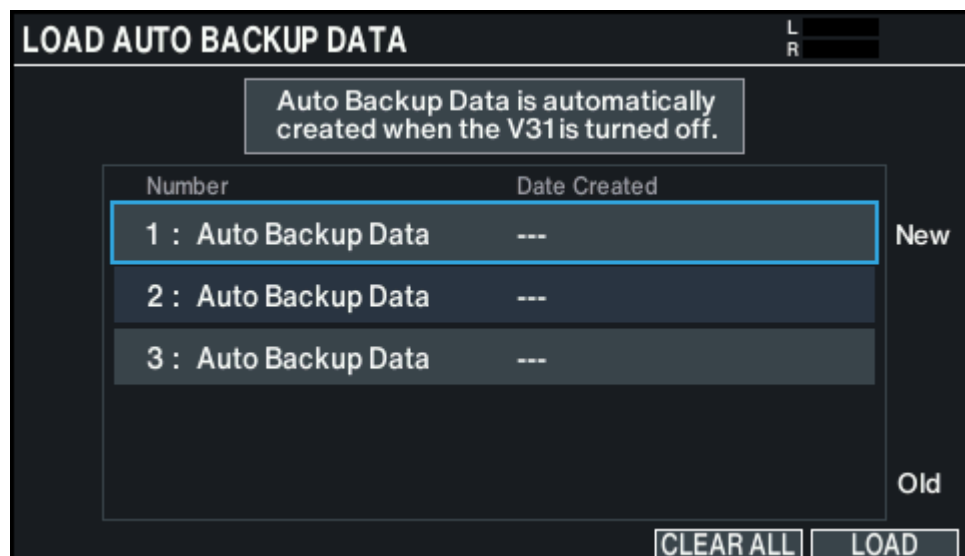 LOAD AUTO BACKUP DATA
L
R
Auto Backup Data is automatically
created when the V31 is turned off.
Number Date Created
1 : Auto Backup Data ---
New
2 : Auto Backup Data ---
3 : Auto Backup Data ---
Old
CLEAR ALL LOAD